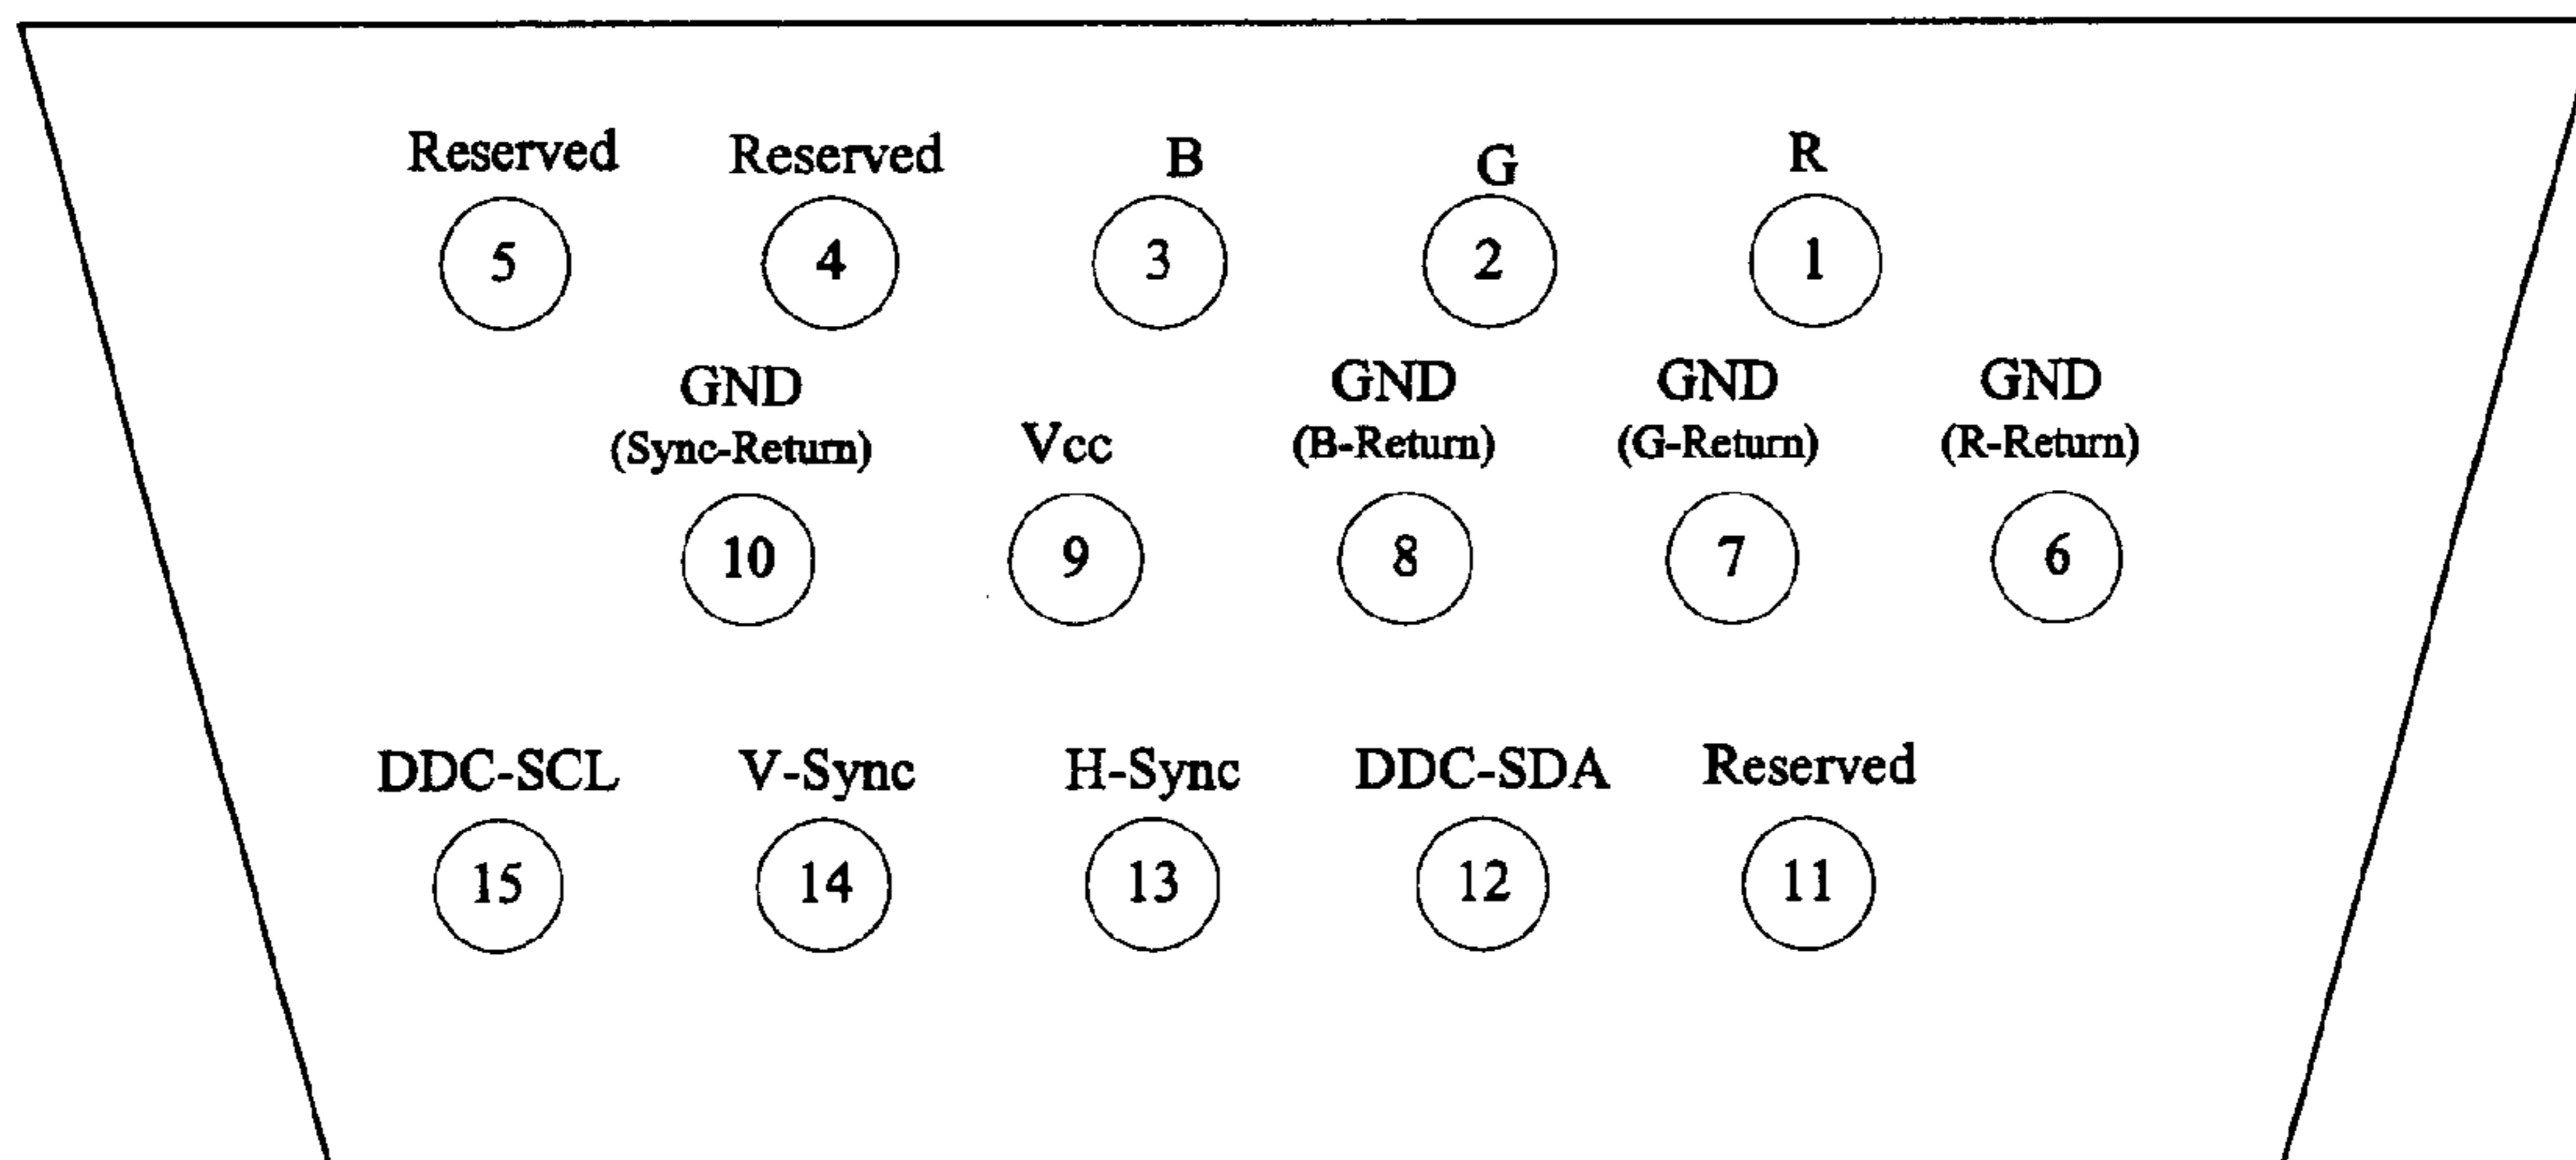 Reserved Reserved B G R
5 4 3 2 1
GND GND GND GND
(Sync-Return) Vcc (B-Return) (G-Return) (R-Return)
10 9 8 7 6
DDC-SCL V-Sync H-Sync DDC-SDA Reserved
15 14 13 12 11